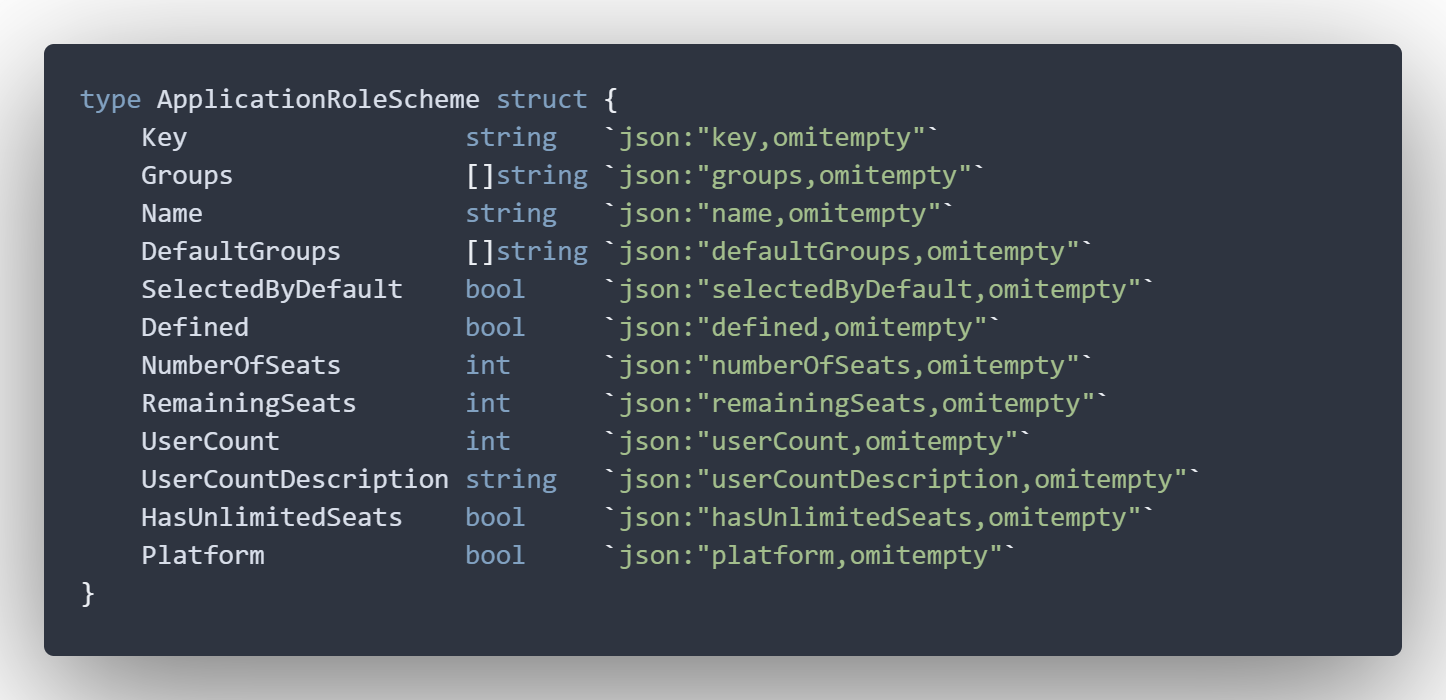 type ApplicationRoleScheme struct {
    Key                  string   `json:"key,omitempty"`
    Groups               []string `json:"groups,omitempty"`
    Name                 string   `json:"name,omitempty"`
    DefaultGroups        []string `json:"defaultGroups,omitempty"`
    SelectedByDefault    bool     `json:"selectedByDefault,omitempty"`
    Defined              bool     `json:"defined,omitempty"`
    NumberOfSeats        int      `json:"numberOfSeats,omitempty"`
    RemainingSeats       int      `json:"remainingSeats,omitempty"`
    UserCount            int      `json:"userCount,omitempty"`
    UserCountDescription string   `json:"userCountDescription,omitempty"`
    HasUnlimitedSeats    bool     `json:"hasUnlimitedSeats,omitempty"`
    Platform             bool     `json:"platform,omitempty"`
}